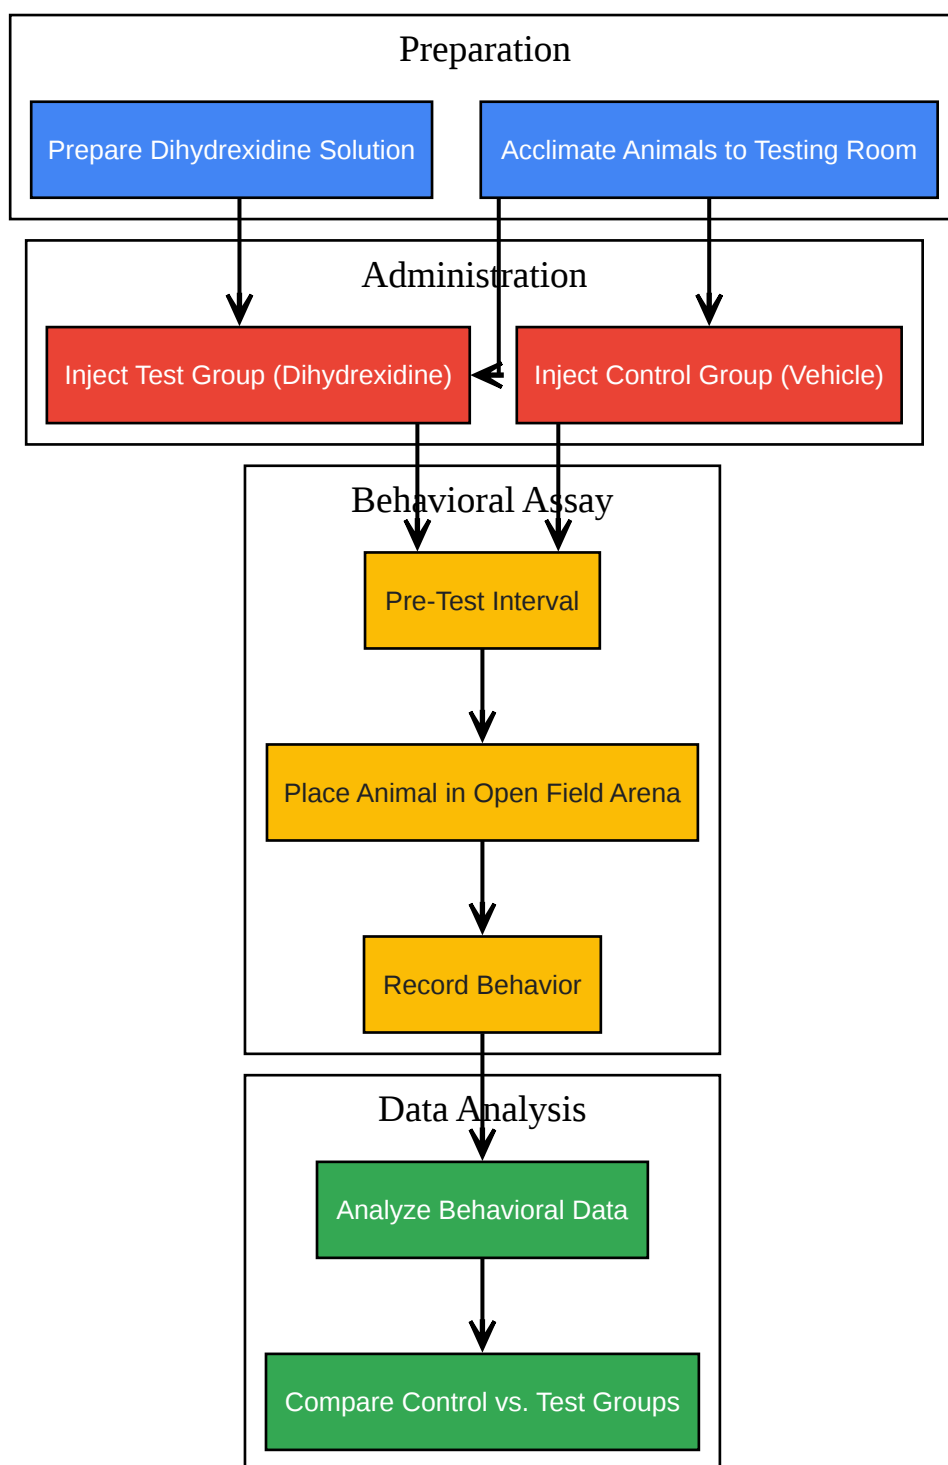 Preparation
Prepare Dihydrexidine Solution
Acclimate Animals to Testing Room
Administration
Inject Test Group (Dihydrexidine)
Inject Control Group (Vehicle)
Behavioral Assay
Pre-Test Interval
Place Animal in Open Field Arena
Record Behavior
Data Analysis
Analyze Behavioral Data
Compare Control vs. Test Groups